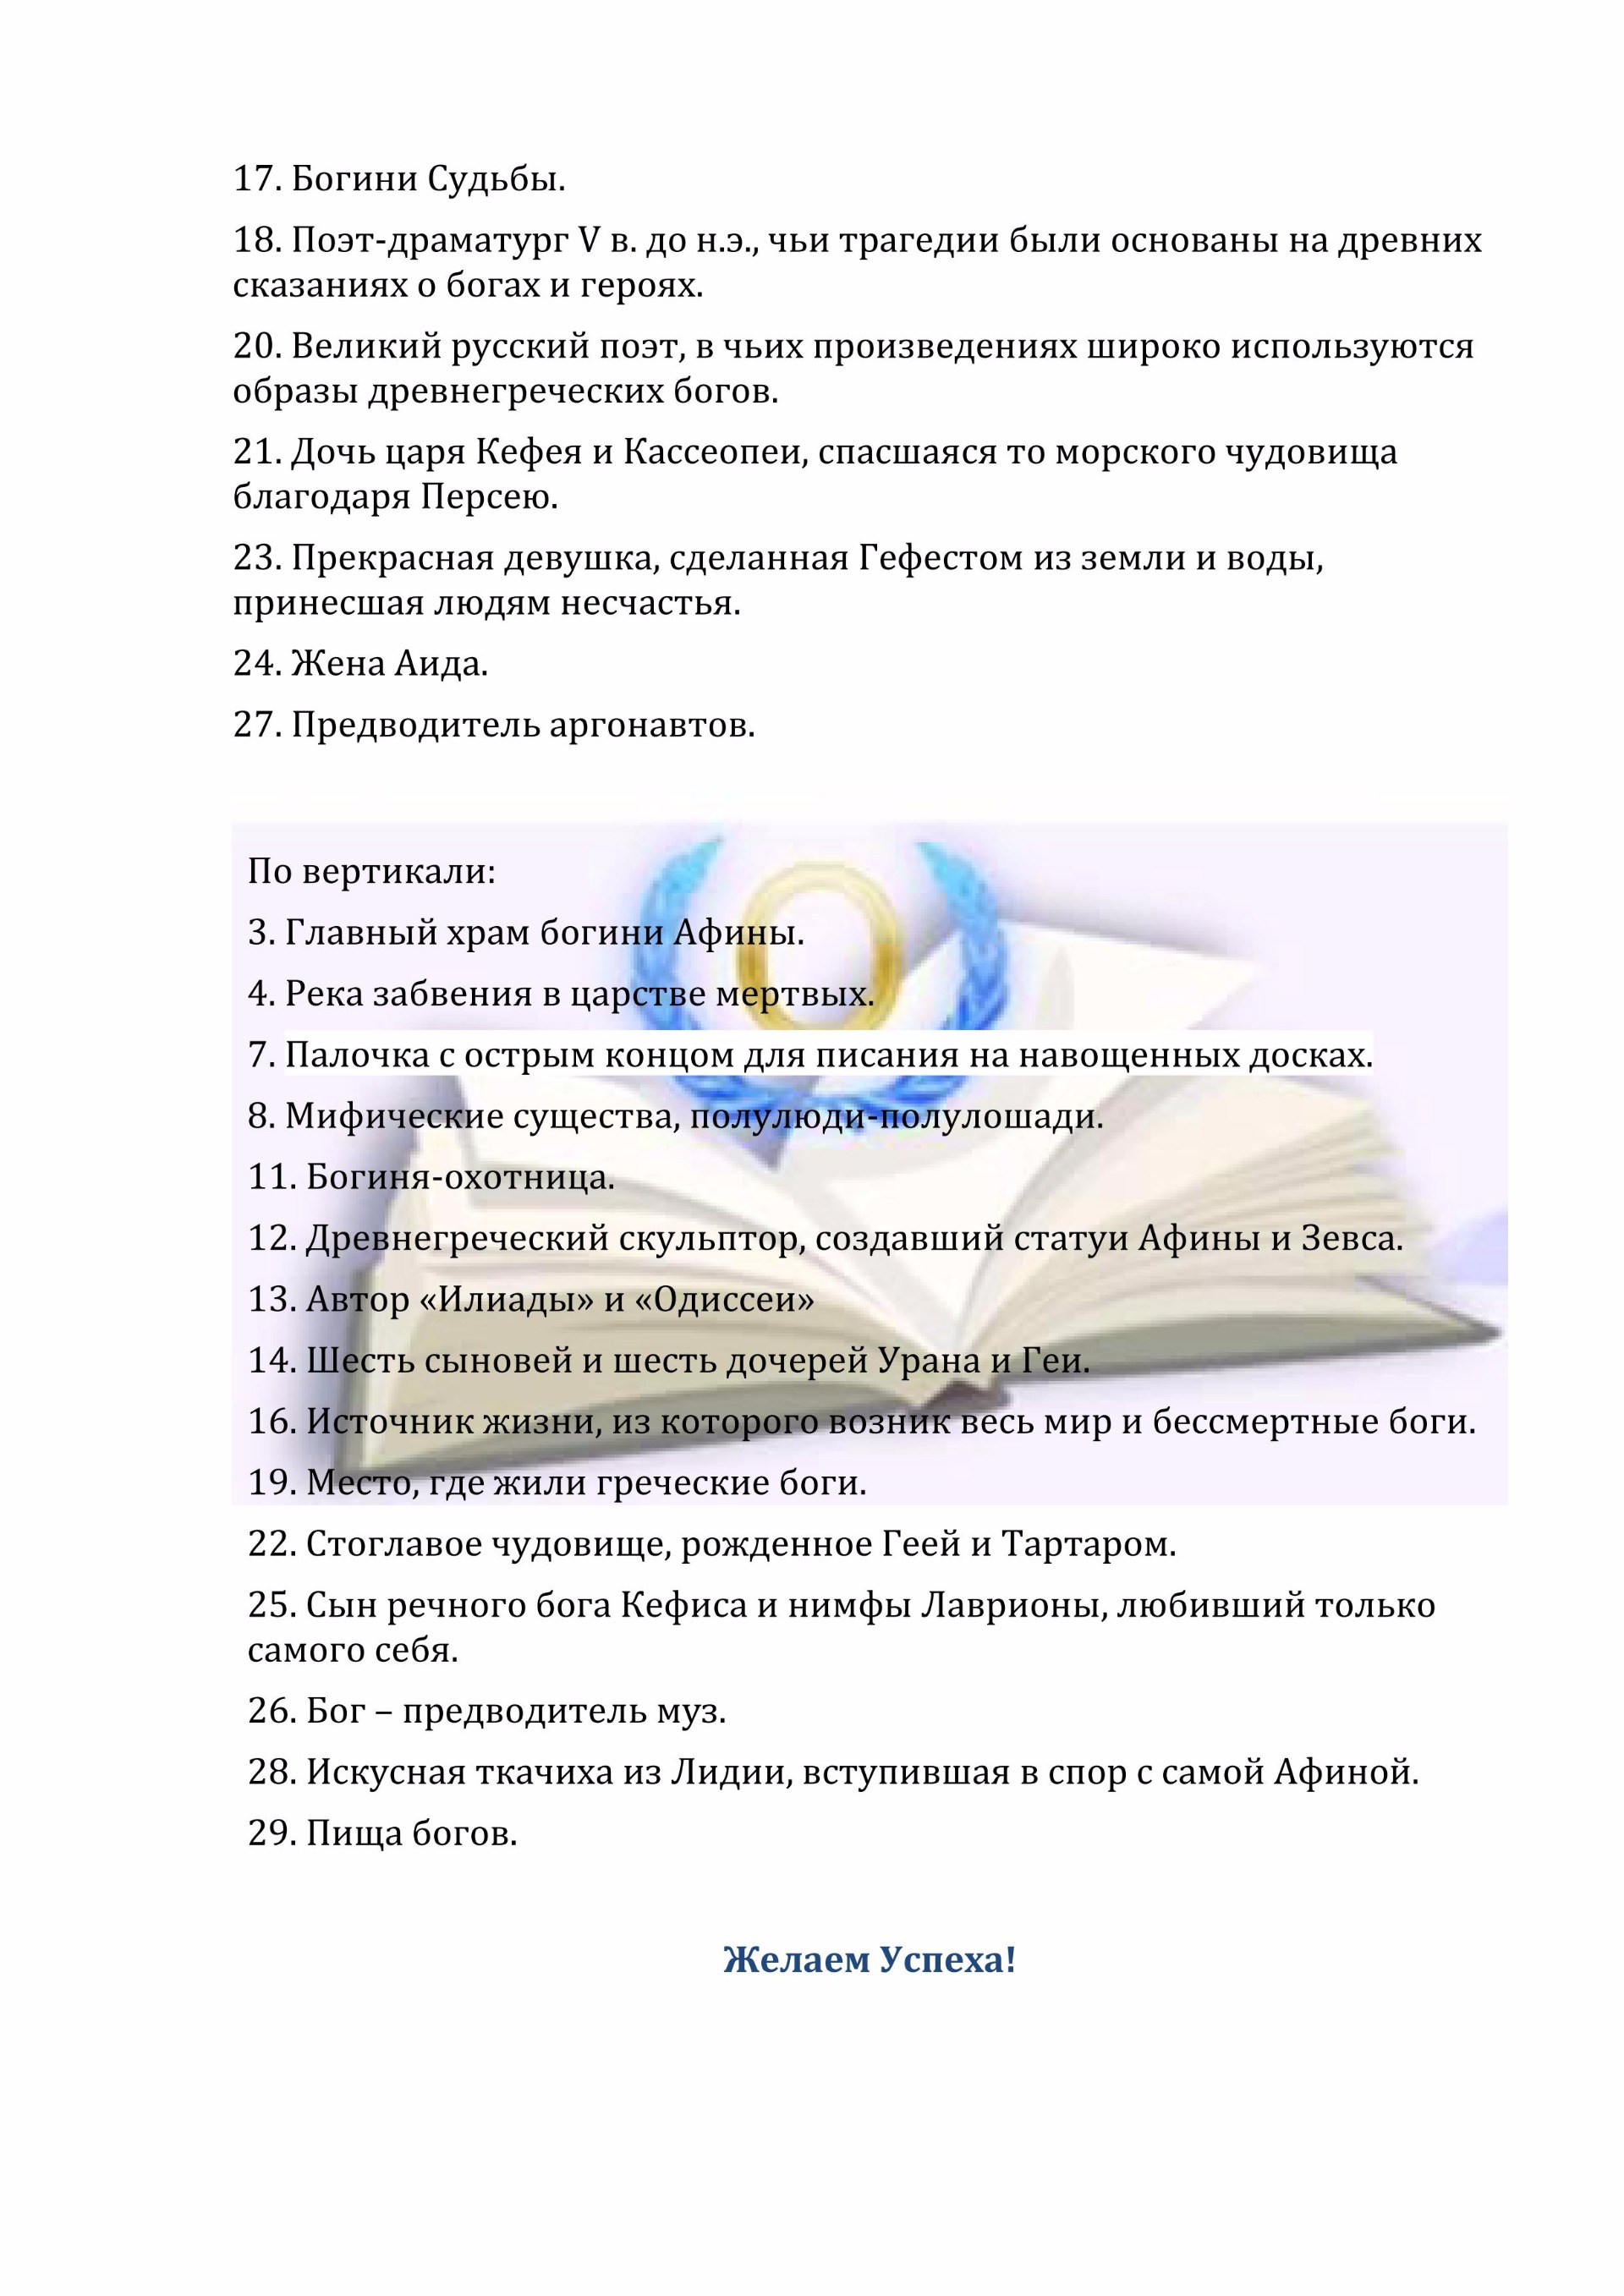 17. Богини Судьбы.
18. Поэт-драматург V в. до н.э., чьи трагедии были основаны на древних
сказаниях о богах и героях.
20. Великий русский поэт, в чьих произведениях широко используются
образы древнегреческих богов.
21. Дочь царя Кефея и Кассеопеи, спасшаяся то морского чудовища
благодаря Персею.
23. Прекрасная девушка, сделанная Гефестом из земли и воды,
принесшая людям несчастья.
24. Жена Аида.
27. Предводитель аргонавтов.
По вертикали:
3. Главный храм богини Афины.
4. Река забвения в царстве мертвых.
7. Палочка с острым концом для писания на навощенных досках.
8. Мифические существа, полулюди-полулошади.
11. Богиня-охотница.
12. Древнегреческий скульптор, создавший статуи Афины и Зевса.
13. Автор «Илиады» и «Одиссеи»
14. Шесть сыновей и шесть дочерей Урана и Геи.
16. Источник жизни, из которого возник весь мир и бессмертные боги.
19. Место, где жили греческие боги.
22. Стоглавое чудовище, рожденное Геей и Тартаром.
25. Сын речного бога Кефиса и нимфы Лаврионы, любивший только
самого себя.
26. Бог – предводитель муз.
28. Искусная ткачиха из Лидии, вступившая в спор с самой Афиной.
29. Пища богов.
Желаем Успеха!